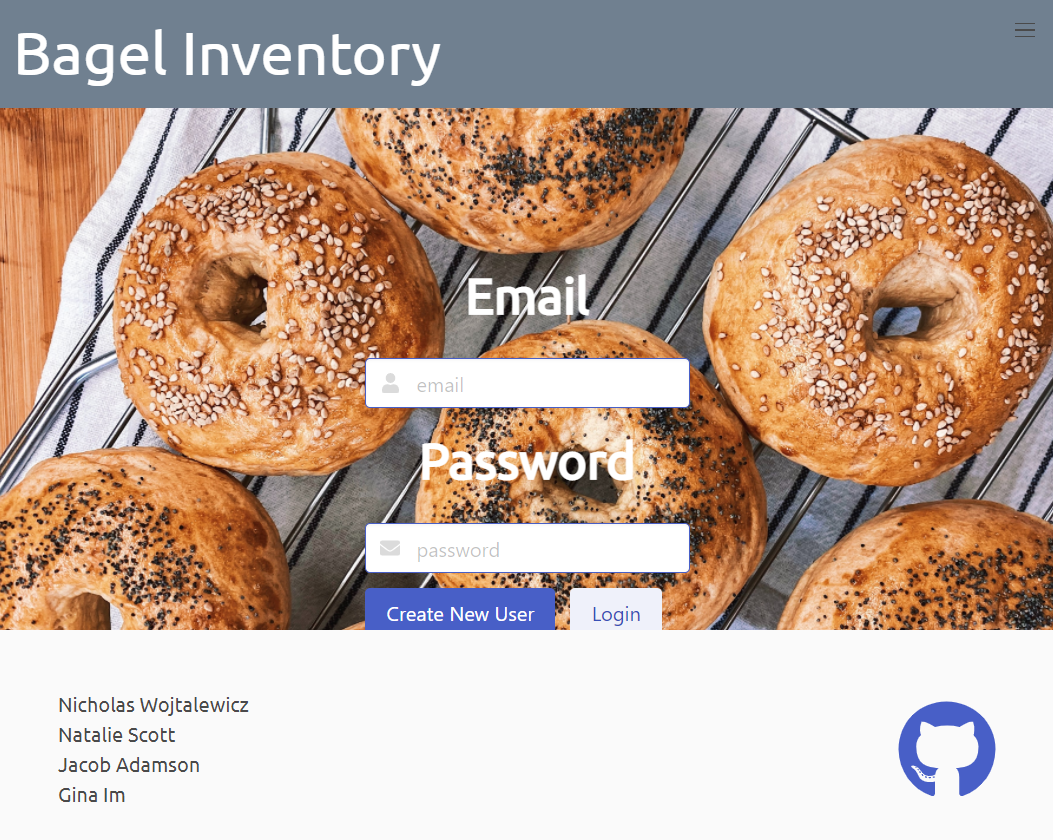 Bagel Inventory
Email
email
Password
password
Create New User Login
Nicholas Wojtalewicz
Natalie Scott
Jacob Adamson
Gina Im